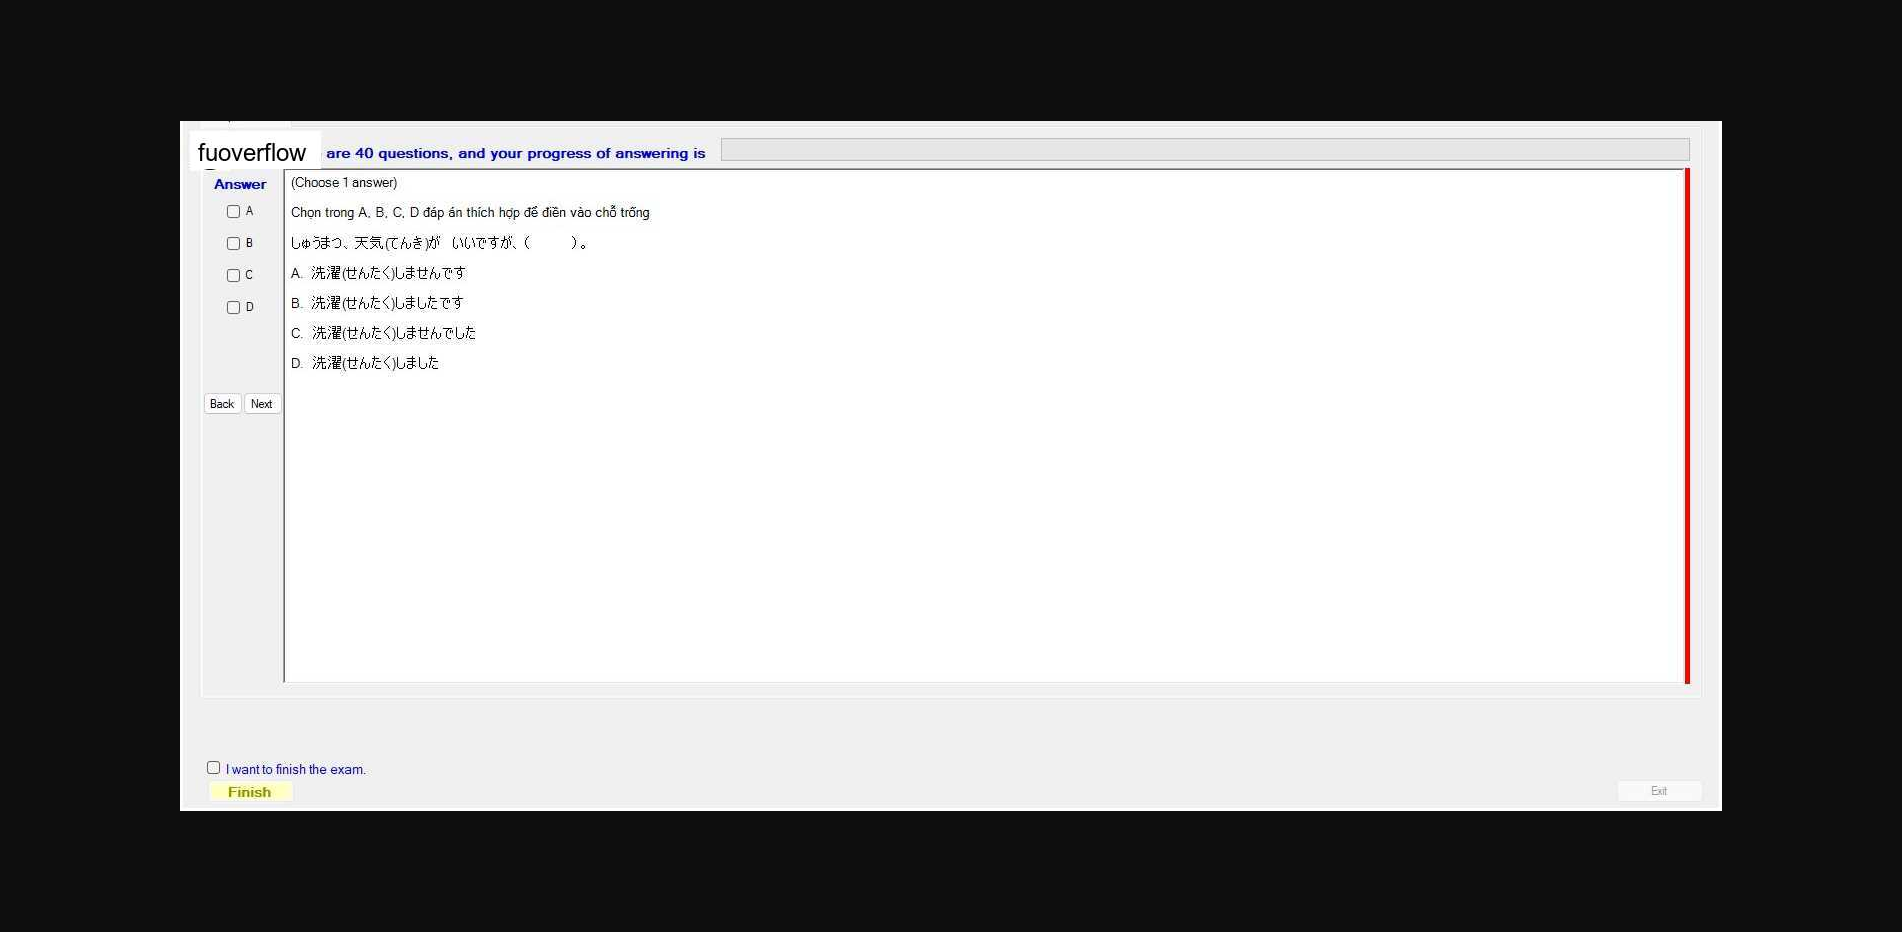 fuoverflow are 40 questions, and your progress of answering is
Answer
A
B
C
D
Back Next
(Choose 1 answer)
Chọn trong A, B, C, D đáp án thích hợp để điền vào chỗ trống
しゅうまつ、天気(てんき)が いいですが、( )。
A. 洗濯(せんたく)しませんです
B. 洗濯(せんたく)しましたです
C. 洗濯(せんたく)しませんでした
D. 洗濯(せんたく)しました
I want to finish the exam.
Finish
Exit